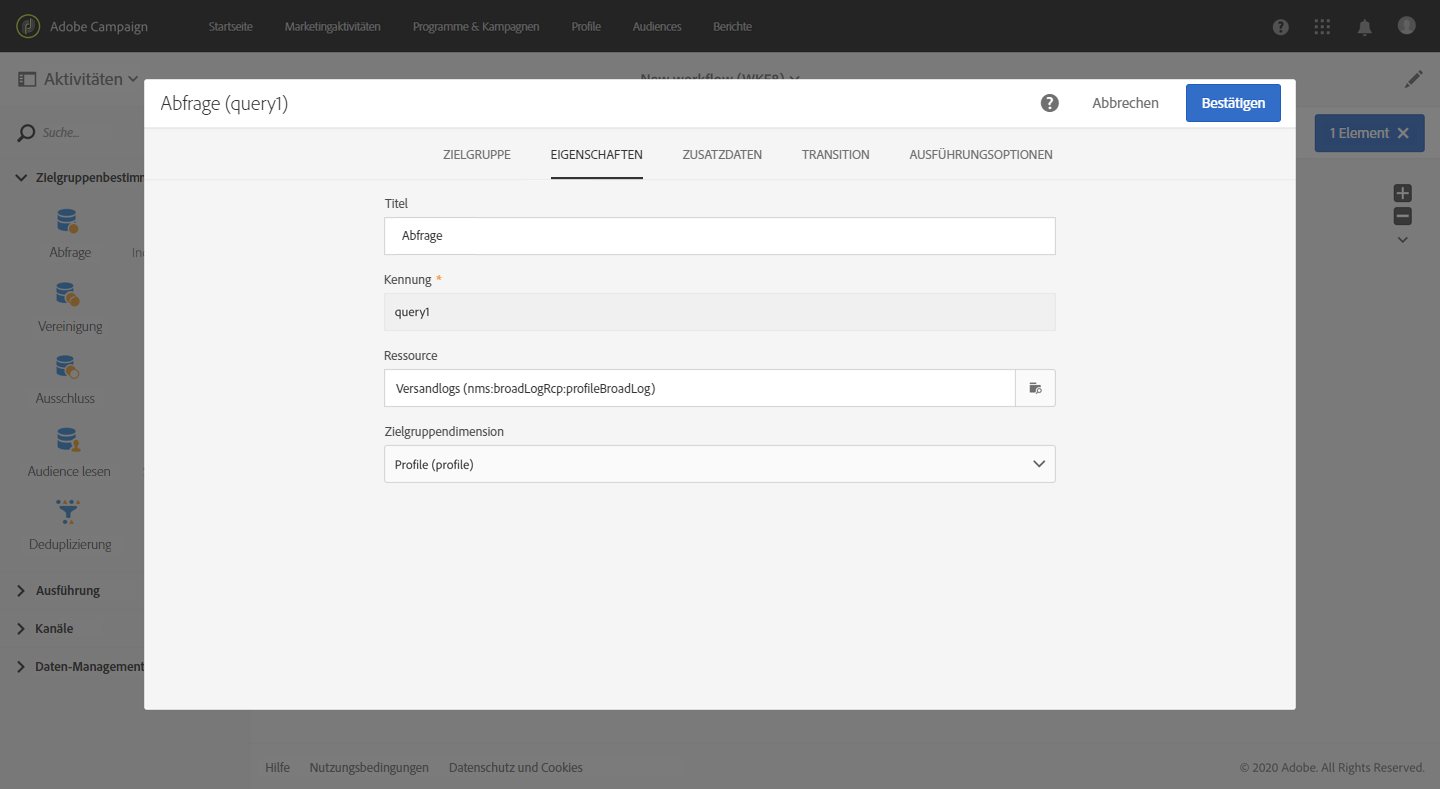 Adobe Campaign Startseite Marketingaktivitäten Programme & Kampagnen Profile Audiences Berichte
Aktivitäten
New workflow (WKF8)
Abfrage (query1)
Abbrechen
Bestätigen
Suche...
1 Element
ZIELGRUPPE EIGENSCHAFTEN ZUSATZDATEN TRANSITION AUSFÜHRUNGSOPTIONEN
Zielgruppenbestimm
Abfrage
Vereinigung
Ausschluss
Audience lesen
Deduplizierung
Ausführung
Kanäle
Daten-Management
Titel
Abfrage
Kennung *
query1
Ressource
Versandlogs (nms:broadLogRcp:profileBroadLog)
Zielgruppendimension
Profile (profile)
Hilfe Nutzungsbedingungen Datenschutz und Cookies
© 2020 Adobe. All Rights Reserved.